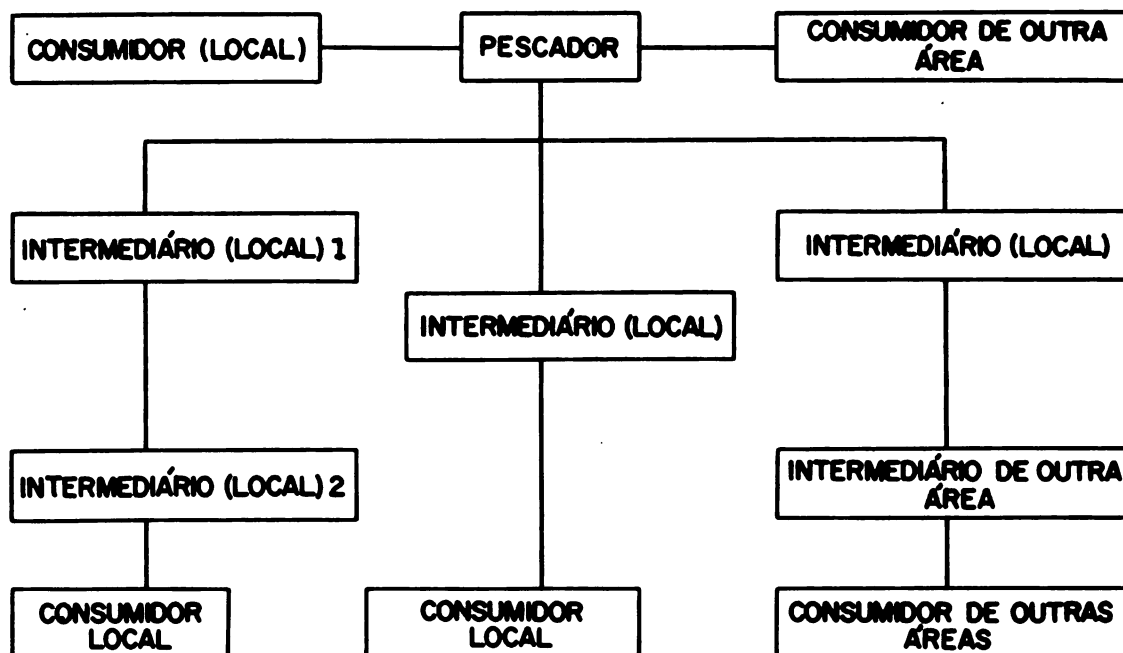 CONSUMIDOR (LOCAL)
PESCADOR
CONSUMIDOR DE OUTRA
ÁREA
INTERMEDIÁRIO (LOCAL) 1
INTERMEDIÁRIO (LOCAL)
INTERMEDIÁRIO (LOCAL)
INTERMEDIÁRIO (LOCAL) 2
INTERMEDIÁRIO DE OUTRA
ÁREA
CONSUMIDOR
LOCAL
CONSUMIDOR
LOCAL
CONSUMIDOR DE OUTRAS
ÁREAS